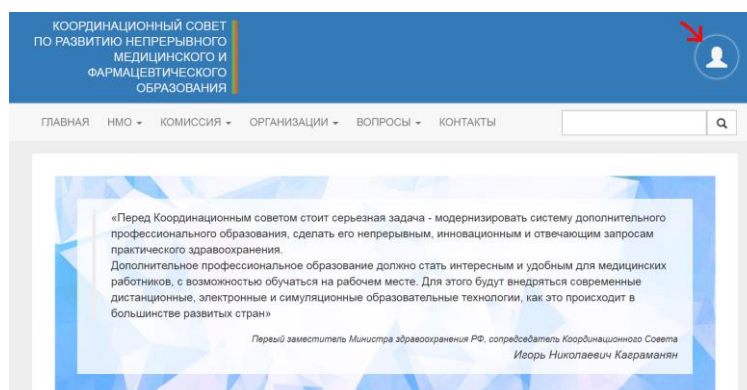 КООРДИНАЦИОННЫЙ СОВЕТ
ПО РАЗВИТИЮ НЕПРЕРЫВНОГО
МЕДИЦИНСКОГО И
ФАРМАЦЕВТИЧЕСКОГО
ОБРАЗОВАНИЯ
ГЛАВНАЯ НМО КОМИССИЯ ОРГАНИЗАЦИИ ВОПРОСЫ КОНТАКТЫ
«Перед Координационным советом стоит серьезная задача - модернизировать систему дополнительного
профессионального образования, сделать его непрерывным, инновационным и отвечающим запросам
практического здравоохранения.
Дополнительное профессиональное образование должно стать интересным и удобным для медицинских
работников, с возможностью обучаться на рабочем месте. Для этого будут внедряться современные
дистанционные, электронные и симуляционные образовательные технологии, как это происходит в
большинстве развитых стран»
Первый заместитель Министра здравоохранения РФ, сопредседатель Координационного Совета
Игорь Николаевич Каграманян